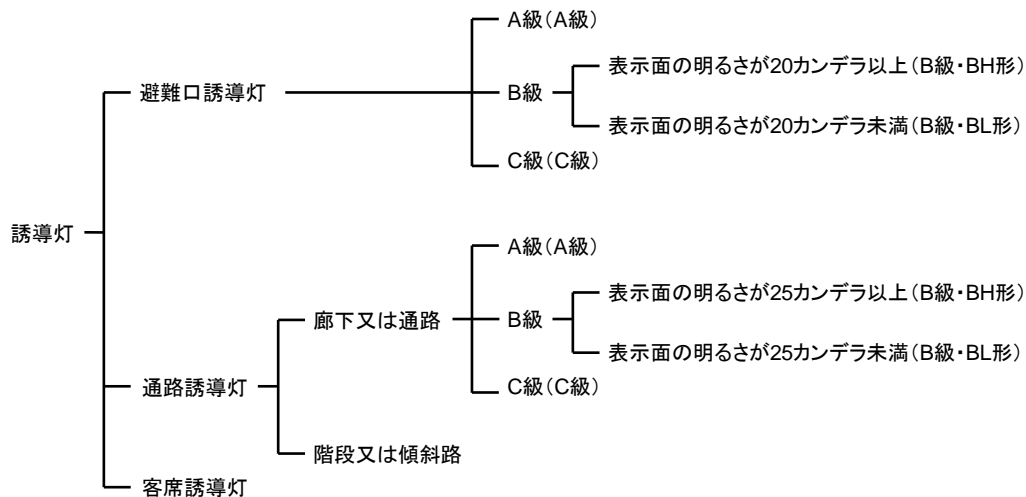 誘導灯
避難口誘導灯
A級(A級)
B級
表示面の明るさが20カンデラ以上(B級・BH形)
表示面の明るさが20カンデラ未満(B級・BL形)
C級(C級)
通路誘導灯
廊下又は通路
A級(A級)
B級
表示面の明るさが25カンデラ以上(B級・BH形)
表示面の明るさが25カンデラ未満(B級・BL形)
C級(C級)
階段又は傾斜路
客席誘導灯